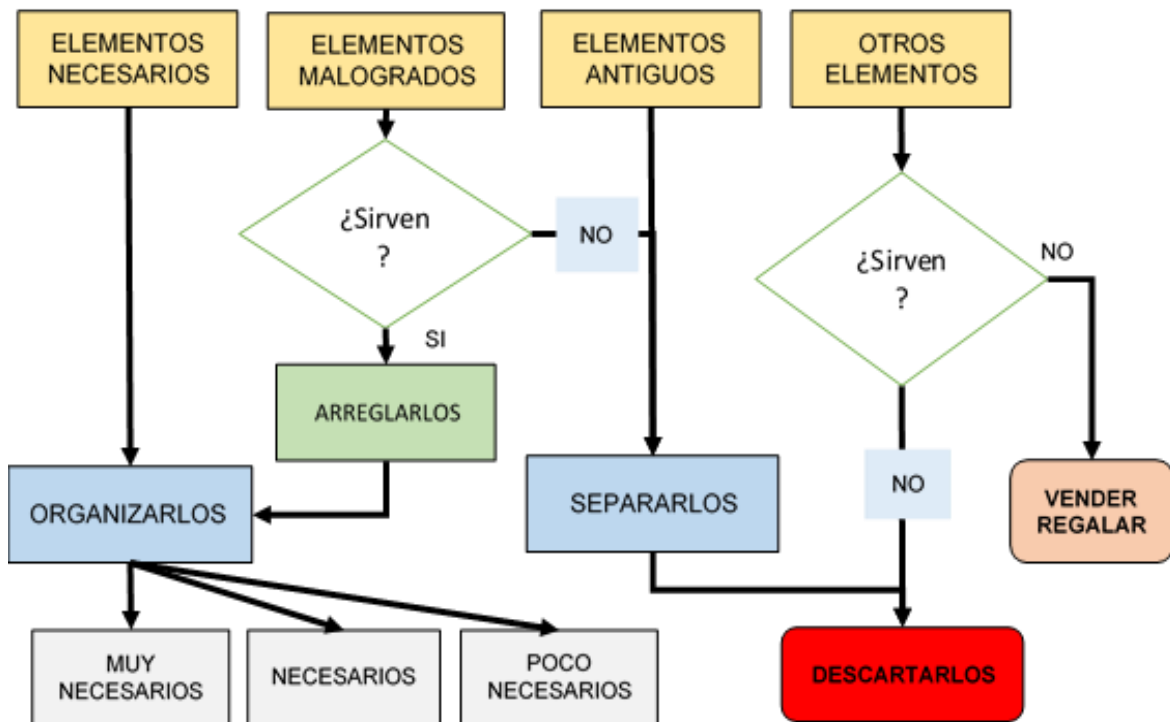 ELEMENTOS
NECESARIOS
ELEMENTOS
MALOGRADOS
ELEMENTOS
ANTIGUOS
OTROS
ELEMENTOS
¿Sirven
?
NO
¿Sirven
?
NO
SI
ARREGLARLOS
ORGANIZARLOS
SEPARARLOS
NO
VENDER
REGALAR
MUY
NECESARIOS
NECESARIOS
POCO
NECESARIOS
DESCARTARLOS